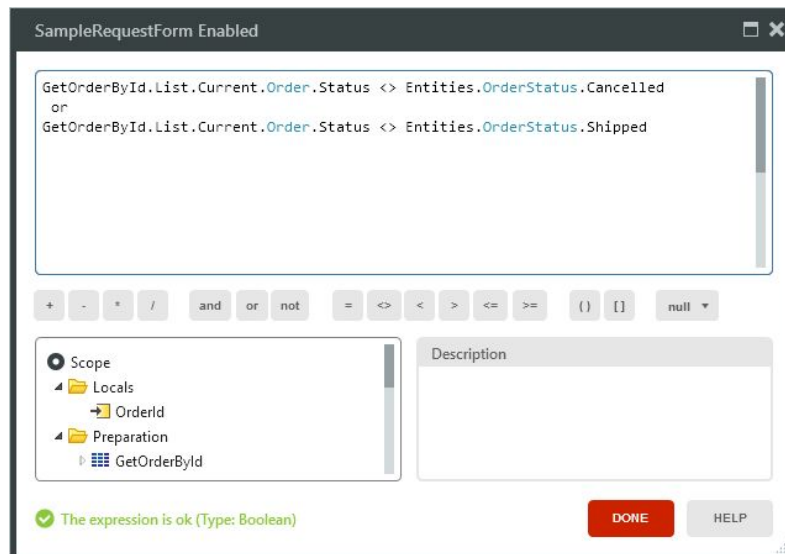 SampleRequestForm Enabled
GetOrderById.List.Current.Order.Status <> Entities.OrderStatus.Cancelled
or
GetOrderById.List.Current.Order.Status <> Entities.OrderStatus.Shipped
+ - * / and or not = <> < > <= >= () [] null
Scope
Locals
OrderId
Preparation
GetOrderById
Description
The expression is ok (Type: Boolean)
DONE HELP